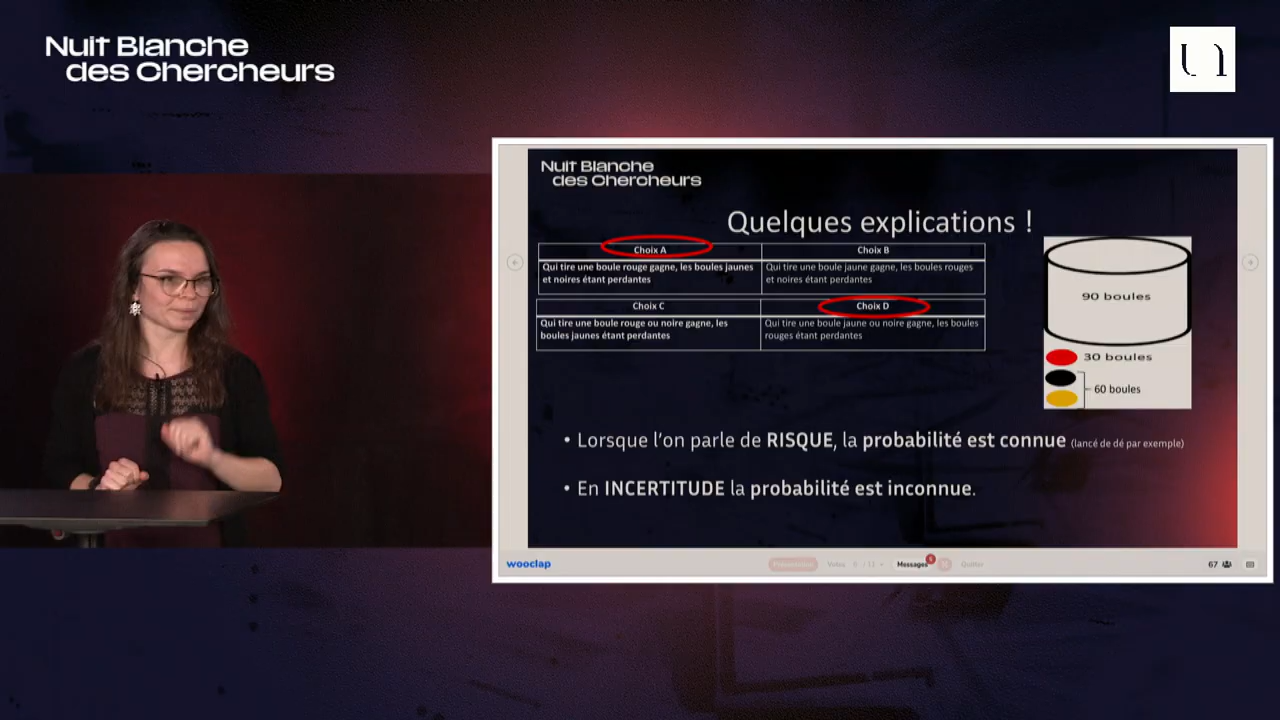 Nuit Blanche
des Chercheurs
Nuit Blanche
des Chercheurs
Quelques explications !
Choix A
Choix B
Qui tire une boule rouge gagne, les boules jaunes
et noires étant perdantes
Qui tire une boule jaune gagne, les boules rouges
et noires étant perdantes
Choix C
Choix D
Qui tire une boule rouge ou noire gagne, les
boules jaunes étant perdantes
Qui tire une boule jaune ou noire gagne, les boules
rouges étant perdantes
90 boules
30 boules
60 boules
• Lorsque l'on parle de RISQUE, la probabilité est connue (lancé de dé par exemple)
• En INCERTITUDE la probabilité est inconnue.
wooclap
Présentation
Votes
Messages
Quitter
67